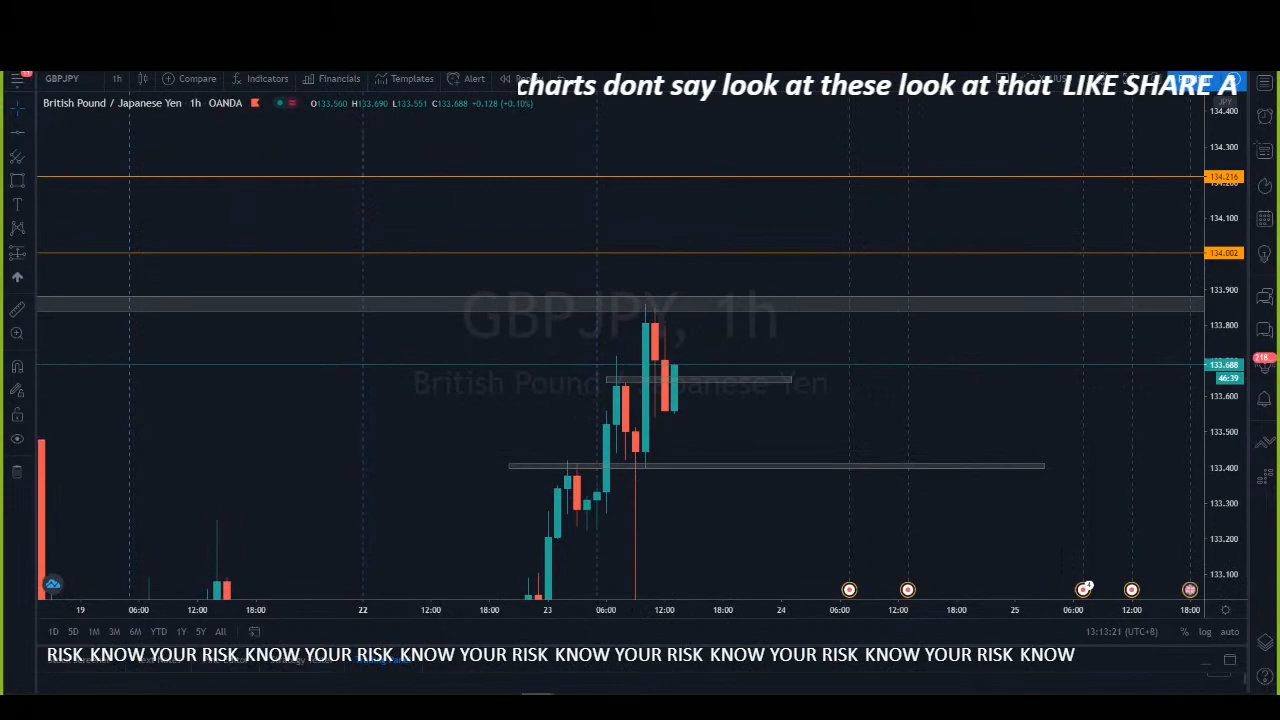 charts dont say look at these look at that LIKE SHARE A
GBPJPY 1h Compare Indicators Financials Templates Alert
British Pound / Japanese Yen 1h OANDA O133.560 H133.690 L133.551 C133.688 +0.128 (+0.10%)
JPY
134.400
134.300
134.216
134.200
134.100
134.002
133.900
GBPJPY, 1h
133.800
133.688
British Pound / Japanese Yen
46:39
133.600
133.500
133.400
133.300
133.200
133.100
218
4
19 06:00 12:00 18:00 22 12:00 18:00 23 06:00 12:00 18:00 24 06:00 12:00 18:00 25 06:00 12:00 18:00
1D 5D 1M 3M 6M YTD 1Y 5Y All 13:13:21 (UTC+8) % log auto
RISK KNOW YOUR RISK KNOW YOUR RISK KNOW YOUR RISK KNOW YOUR RISK KNOW YOUR RISK KNOW YOUR RISK KNOW